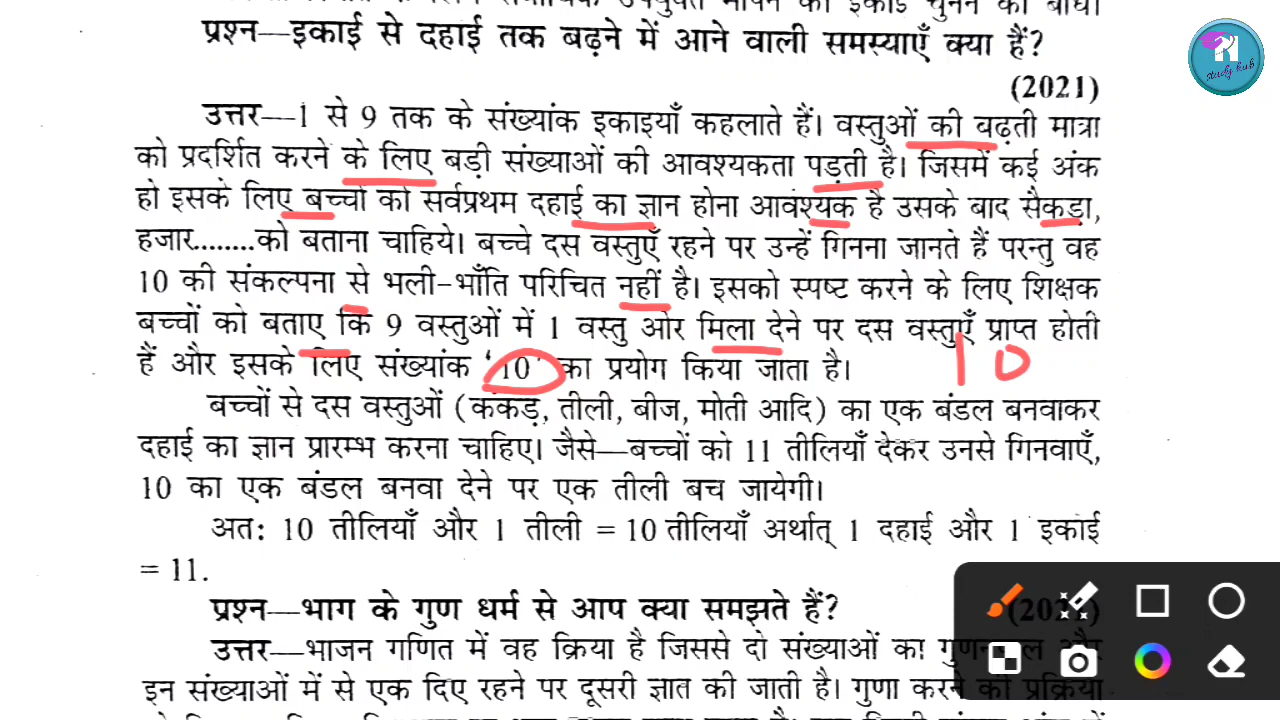 प्रश्न—इकाई से दहाई तक बढ़ने में आने वाली समस्याएँ क्या हैं?
(2021)
study hub
उत्तर—1 से 9 तक के संख्यांक इकाइयाँ कहलाते हैं। वस्तुओं की बढ़ती मात्रा
को प्रदर्शित करने के लिए बड़ी संख्याओं की आवश्यकता पड़ती है। जिसमें कई अंक
हो इसके लिए बच्चों को सर्वप्रथम दहाई का ज्ञान होना आवश्यक है उसके बाद सैकड़ा,
हजार........को बताना चाहिये। बच्चे दस वस्तुएँ रहने पर उन्हें गिनना जानते हैं परन्तु वह
10 की संकल्पना से भली-भाँति परिचित नहीं है। इसको स्पष्ट करने के लिए शिक्षक
बच्चों को बताए कि 9 वस्तुओं में 1 वस्तु ओर मिला देने पर दस वस्तुएँ प्राप्त होती
हैं और इसके लिए संख्यांक '10' का प्रयोग किया जाता है।
10
बच्चों से दस वस्तुओं (कंकड़, तीली, बीज, मोती आदि) का एक बंडल बनवाकर
दहाई का ज्ञान प्रारम्भ करना चाहिए। जैसे—बच्चों को 11 तीलियाँ देकर उनसे गिनवाएँ,
10 का एक बंडल बनवा देने पर एक तीली बच जायेगी।
अतः 10 तीलियाँ और 1 तीली = 10 तीलियाँ अर्थात् 1 दहाई और 1 इकाई
= 11.
प्रश्न—भाग के गुण धर्म से आप क्या समझते हैं?
उत्तर—भाजन गणित में वह क्रिया है जिससे दो संख्याओं का
इन संख्याओं में से एक दिए रहने पर दूसरी ज्ञात की जाती है। गुणा करने की प्रक्रिया